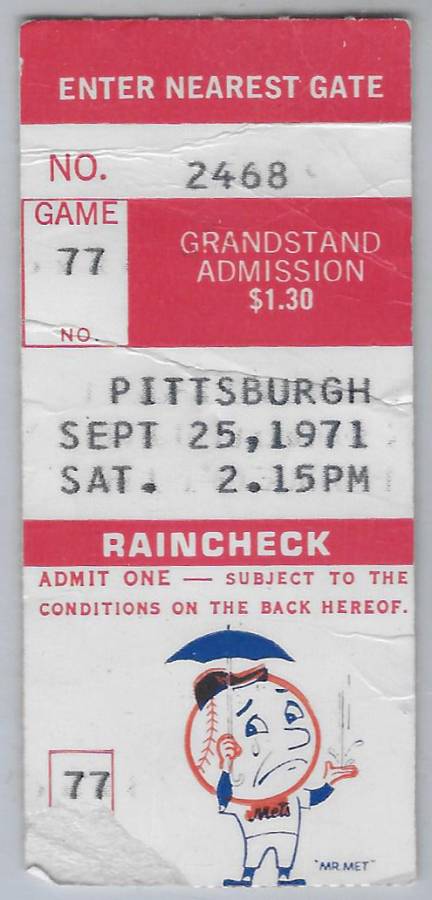 ENTER NEAREST GATE
NO. 2468
GAME
77
NO.
GRANDSTAND
ADMISSION
$1.30
PITTSBURGH
SEPT 25,1971
SAT. 2.15PM
RAINCHECK
ADMIT ONE — SUBJECT TO THE
CONDITIONS ON THE BACK HEREOF.
77
Mets
"MR.MET"